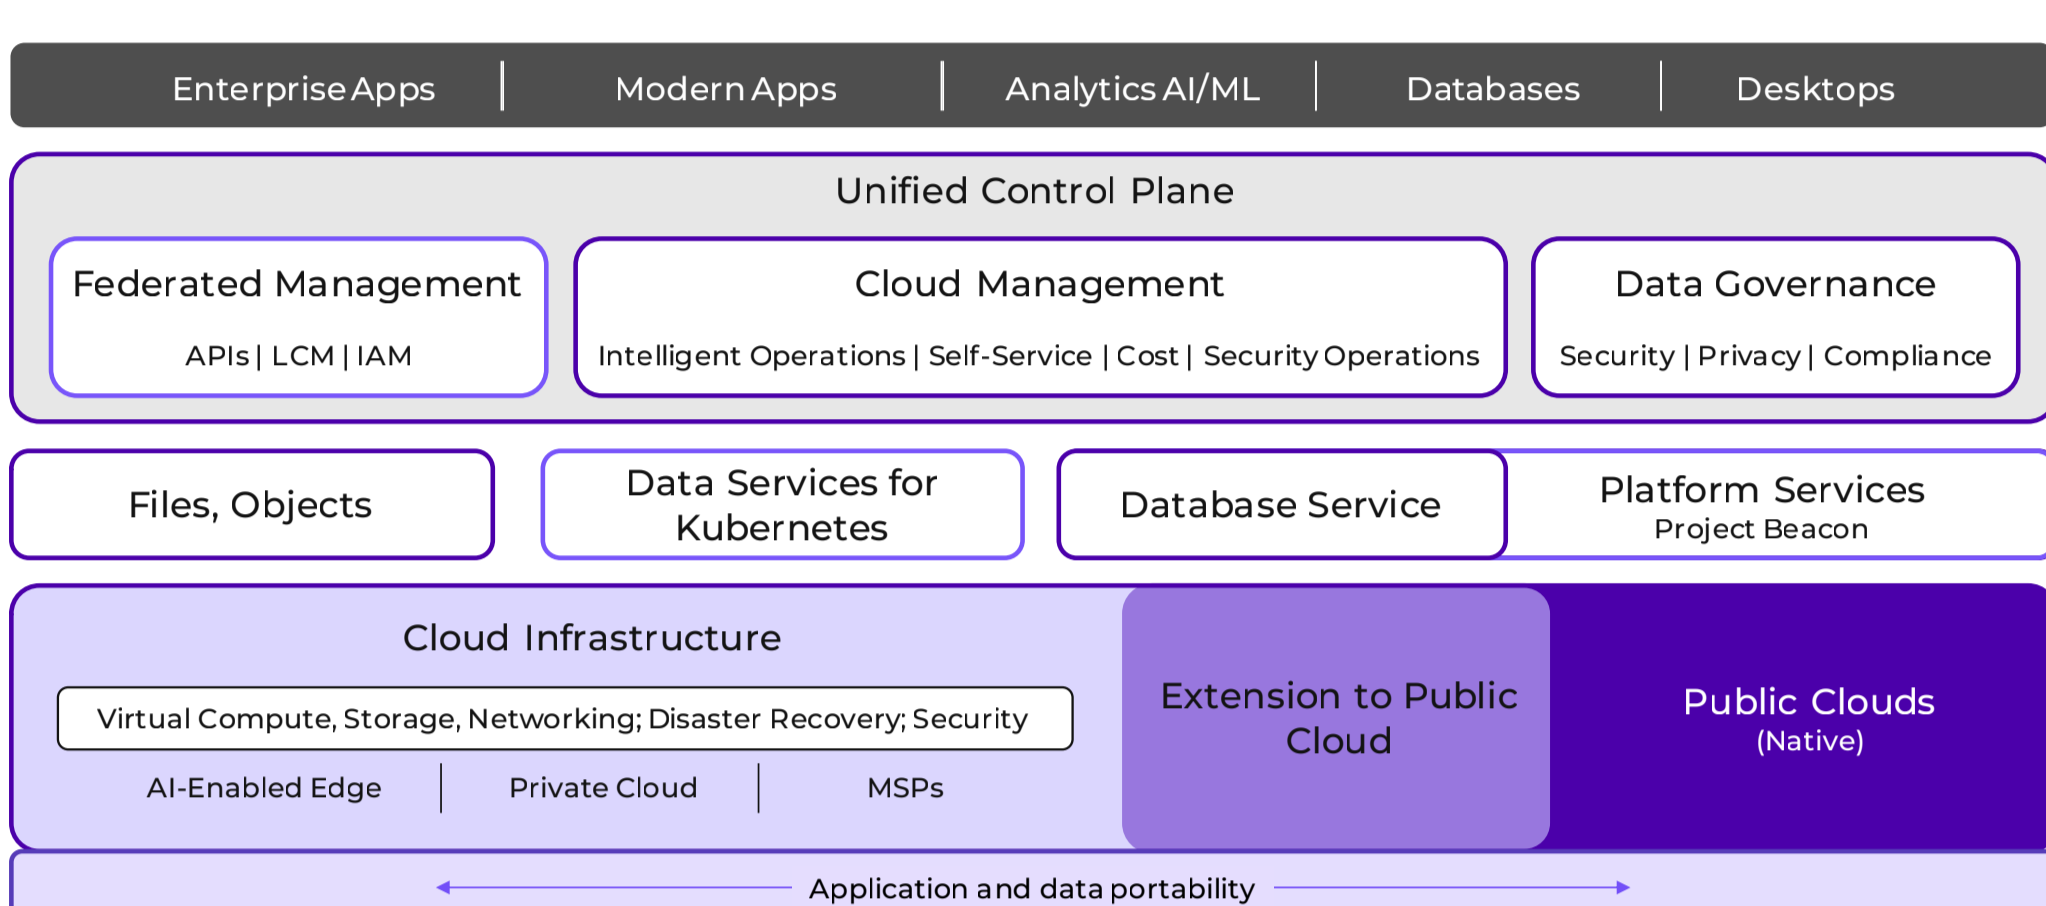 Enterprise Apps | Modern Apps | Analytics AI/ML | Databases | Desktops
Unified Control Plane
Federated Management
APIs | LCM | IAM
Cloud Management
Intelligent Operations | Self-Service | Cost | Security Operations
Data Governance
Security | Privacy | Compliance
Files, Objects
Data Services for
Kubernetes
Database Service
Platform Services
Project Beacon
Cloud Infrastructure
Virtual Compute, Storage, Networking; Disaster Recovery; Security
AI-Enabled Edge | Private Cloud | MSPs
Extension to Public
Cloud
Public Clouds
(Native)
Application and data portability